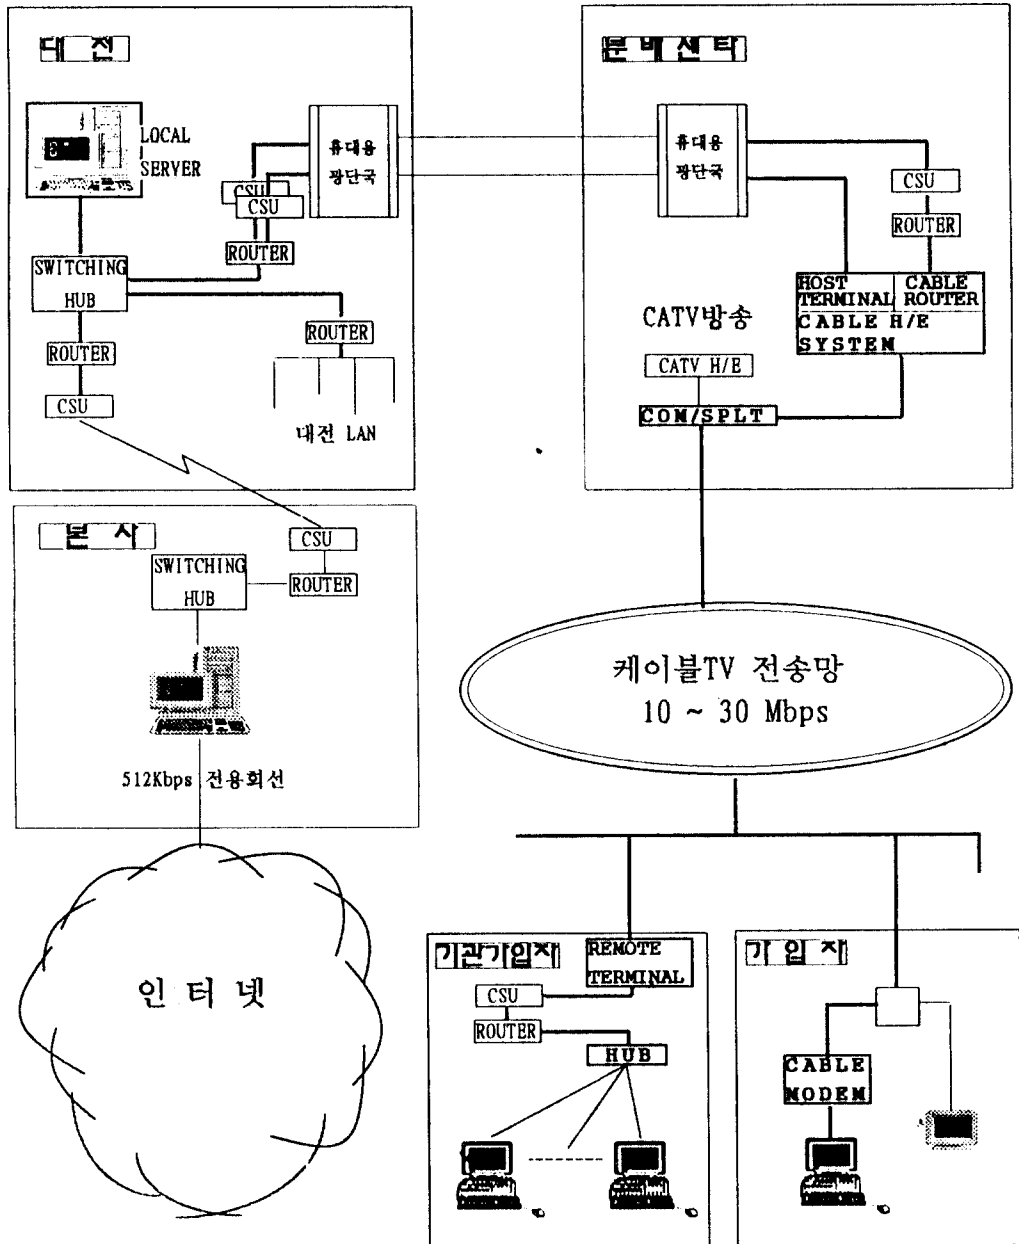 대 전
LOCAL
SERVER
휴대용
광단국
CSU
CSU
ROUTER
SWITCHING
HUB
ROUTER
CSU
ROUTER
대전 LAN
분배센타
휴대용
광단국
CSU
ROUTER
HOST
TERMINAL
CABLE
ROUTER
CABLE H/E
SYSTEM
CATV방송
CATV H/E
COM/SPLT
본 사
CSU
SWITCHING
HUB
ROUTER
512Kbps 전용회선
케이블TV 전송망
10 ~ 30 Mbps
인 터 넷
기관가입자
REMOTE
TERMINAL
CSU
ROUTER
HUB
가 입 자
CABLE
MODEM